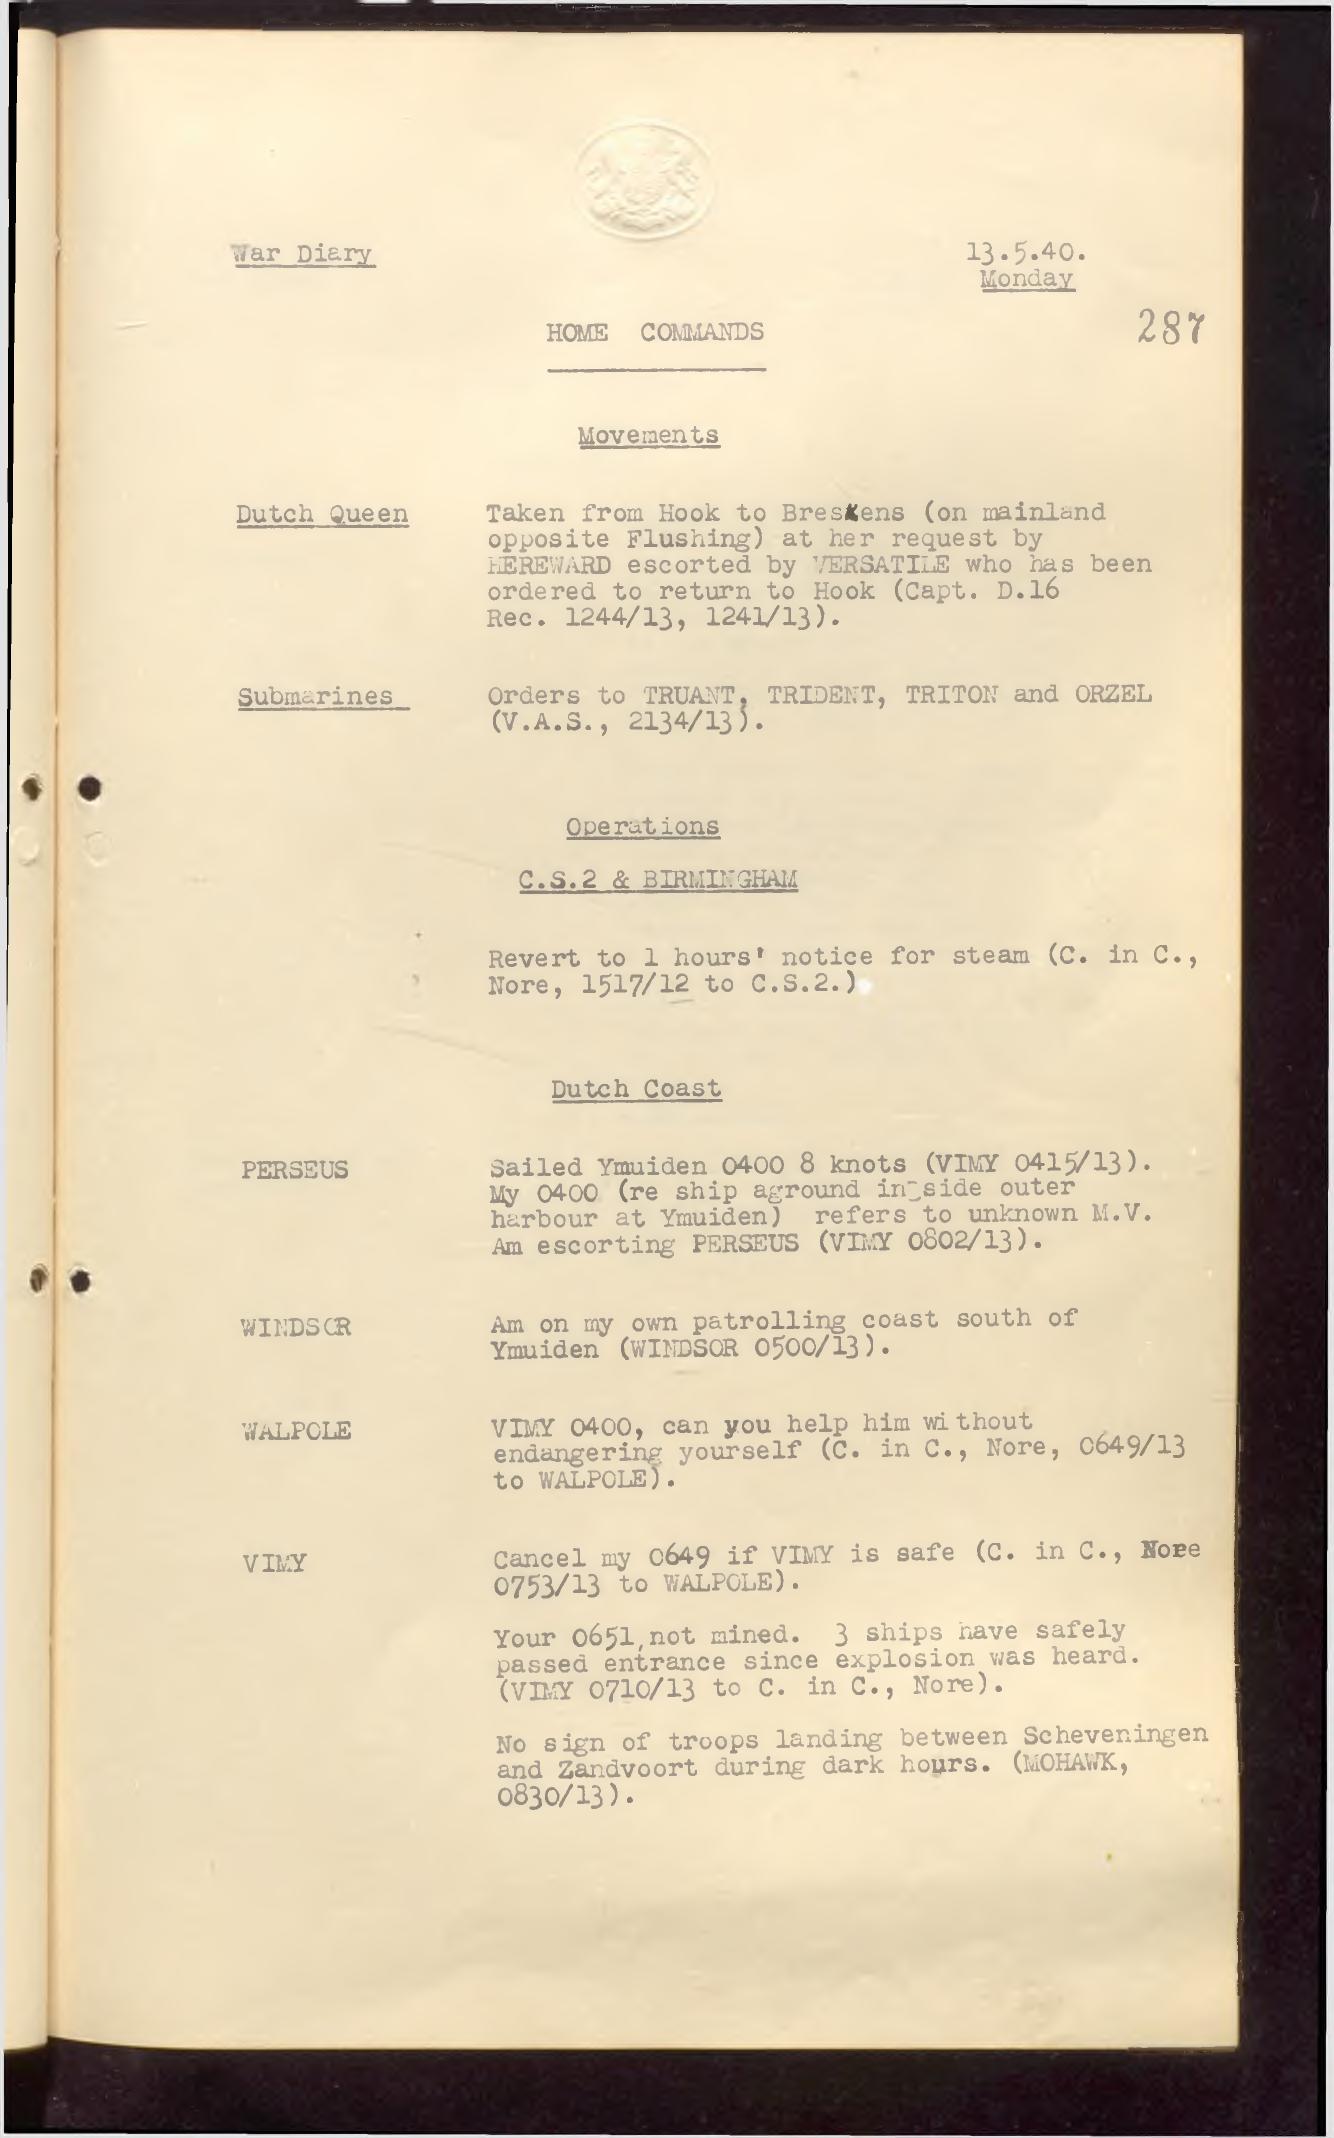 War Diary
13.5.40.
Monday
287
HOME COMMANDS
Movements
Dutch Queen
Taken from Hook to Breskens (on mainland
opposite Flushing) at her request by
HEREWARD escorted by VERSATILE who has been
ordered to return to Hook (Capt. D.16
Rec. 1244/13, 1241/13).
Submarines
Orders to TRUANT, TRIDENT, TRITON and ORZEL
(V.A.S., 2134/13).
Operations
C.S.2 & BIRMINGHAM
Revert to 1 hours' notice for steam (C. in C.,
Nore, 1517/12 to C.S.2.)
Dutch Coast
PERSEUS
Sailed Ymuiden 0400 8 knots (VIMY 0415/13).
My 0400 (re ship aground in-side outer
harbour at Ymuiden) refers to unknown M.V.
Am escorting PERSEUS (VIMY 0802/13).
WINDSOR
Am on my own patrolling coast south of
Ymuiden (WINDSOR 0500/13).
WALPOLE
VIMY 0400, can you help him without
endangering yourself (C. in C., Nore, 0649/13
to WALPOLE).
VIMY
Cancel my 0649 if VIMY is safe (C. in C., Nore
0753/13 to WALPOLE).
Your 0651, not mined. 3 ships have safely
passed entrance since explosion was heard.
(VIMY 0710/13 to C. in C., Nore).
No sign of troops landing between Scheveningen
and Zandvoort during dark hours. (MOHAWK,
0830/13).